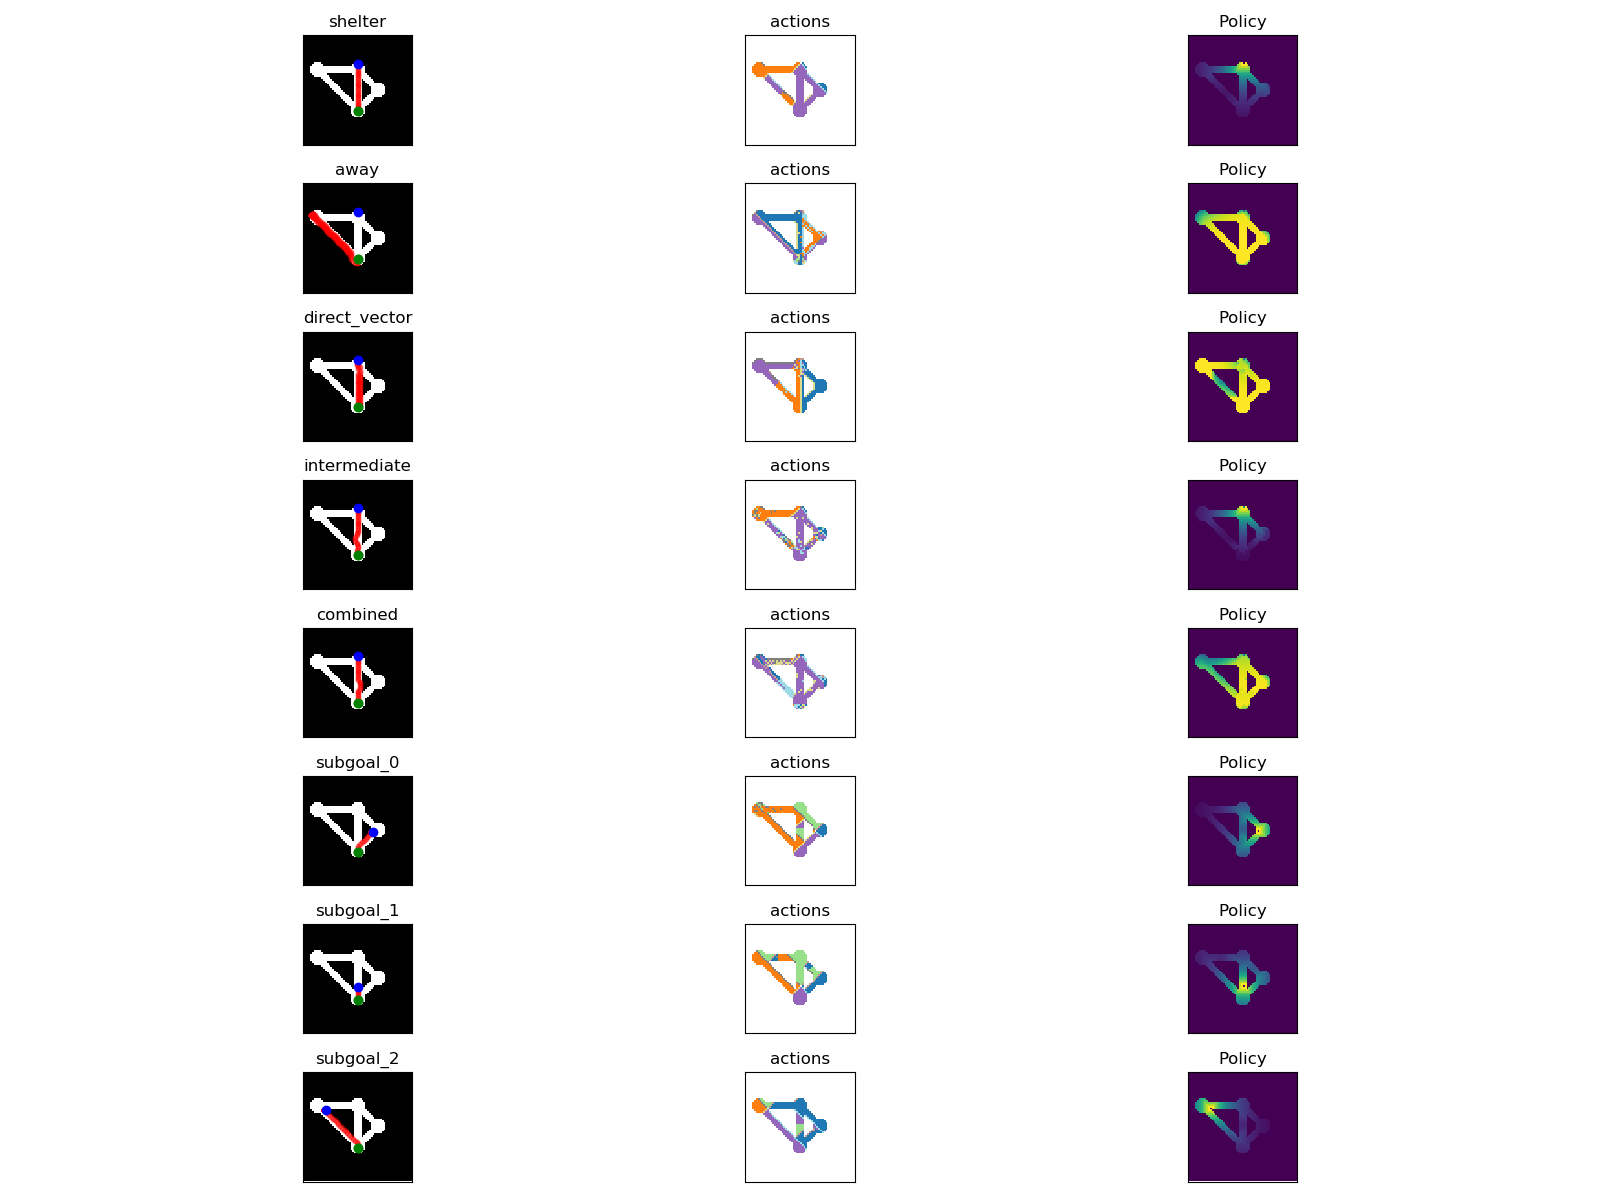 shelter actions Policy
away actions Policy
direct_vector actions Policy
intermediate actions Policy
combined actions Policy
subgoal_0 actions Policy
subgoal_1 actions Policy
subgoal_2 actions Policy